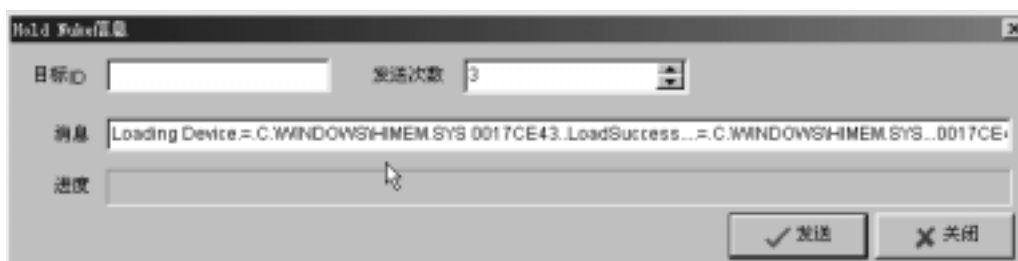 Hold Nuke信息
目标ID 发送次数 3
消息 Loading Device.=.C.\WINDOWS\HIMEM.SYS 0017CE43..LoadSuccess....=.C.\WINDOWS\HIMEM.SYS...0017CE4
进度
发送 关闭